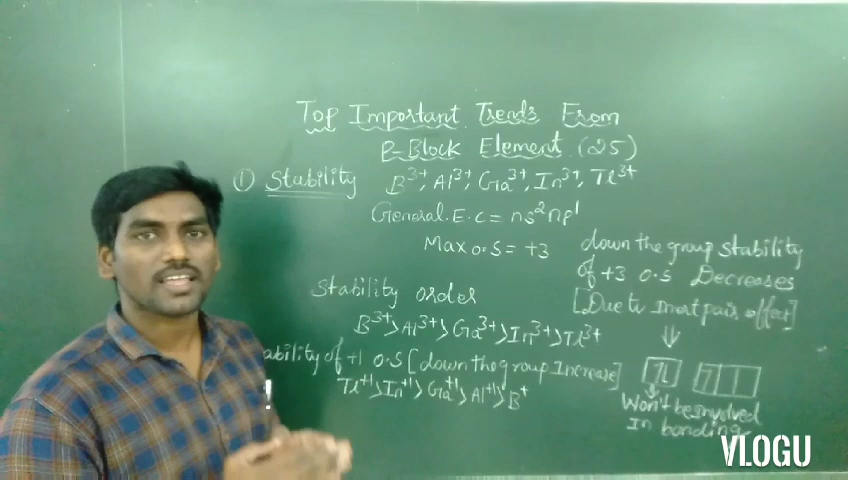 Top Important Trends From
P-Block Element (25)
① Stability B³⁺, Al³⁺, Ga³⁺, In³⁺, Tl³⁺
General. E.C = ns²np¹
Max O.S = +3
down the group stability
of +3 O.S Decreases
[Due to inert pair effect]
Stability order
B³⁺>Al³⁺>Ga³⁺>In³⁺>Tl³⁺
ability of +1 O.S [down the group Increase]
Tl⁺¹>In⁺¹>Ga⁺¹>Al⁺¹>B⁺
Won't be involved
In bonding
VLOGU